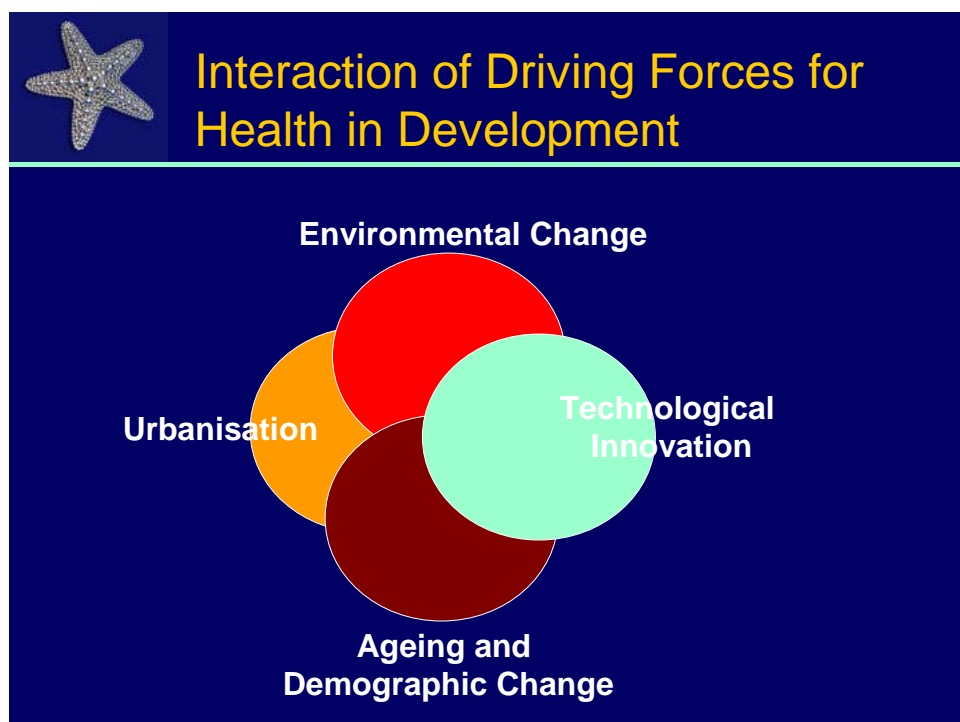 Interaction of Driving Forces for
Health in Development
Environmental Change
Urbanisation
Technological
Innovation
Ageing and
Demographic Change